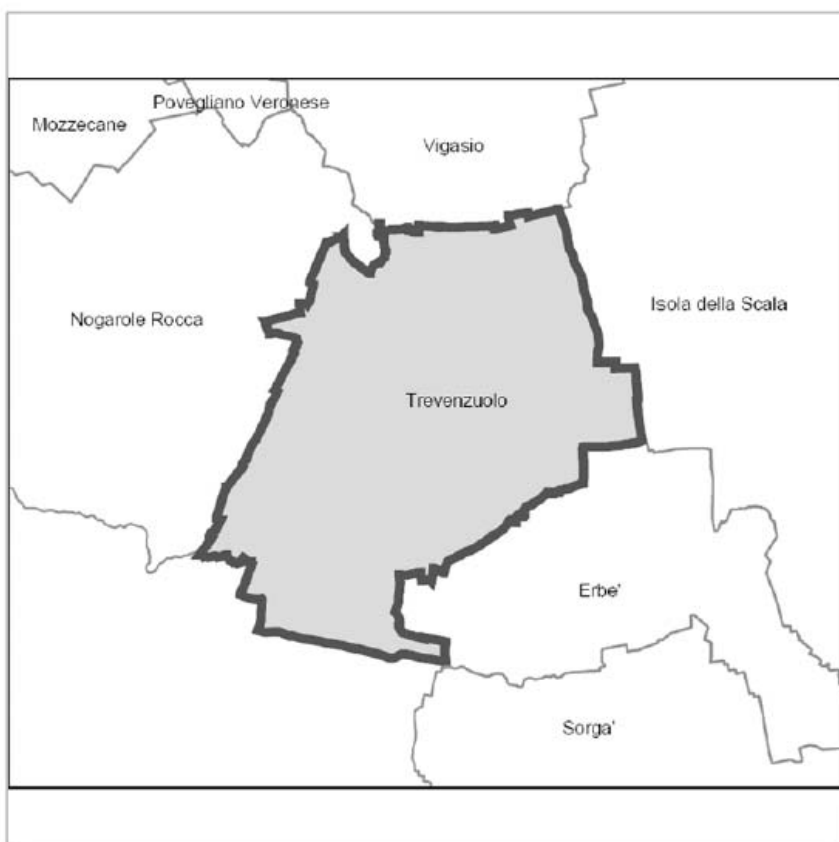 Povegliano Veronese
Mozzecane
Vigasio
Isola della Scala
Nogarole Rocca
Trevenzuolo
Erbe'
Sorga'